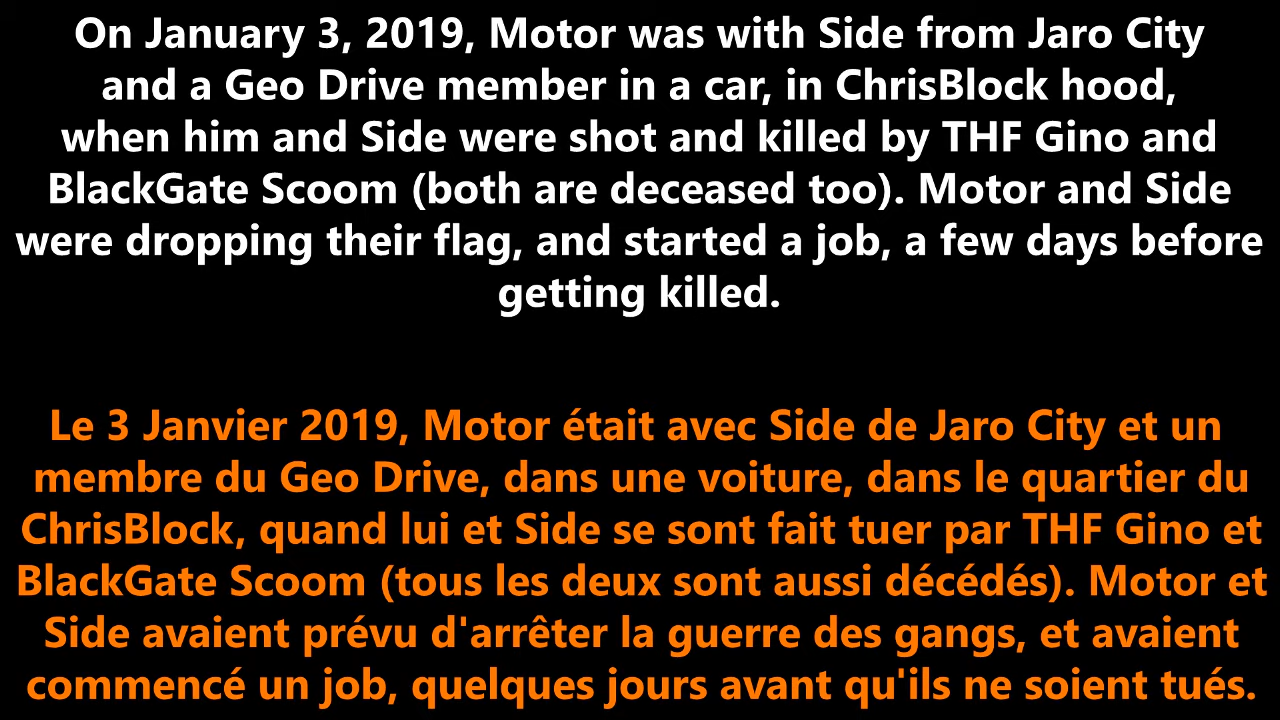 On January 3, 2019, Motor was with Side from Jaro City
and a Geo Drive member in a car, in ChrisBlock hood,
when him and Side were shot and killed by THF Gino and
BlackGate Scoom (both are deceased too). Motor and Side
were dropping their flag, and started a job, a few days before
getting killed.
Le 3 Janvier 2019, Motor était avec Side de Jaro City et un
membre du Geo Drive, dans une voiture, dans le quartier du
ChrisBlock, quand lui et Side se sont fait tuer par THF Gino et
BlackGate Scoom (tous les deux sont aussi décédés). Motor et
Side avaient prévu d'arrêter la guerre des gangs, et avaient
commencé un job, quelques jours avant qu'ils ne soient tués.